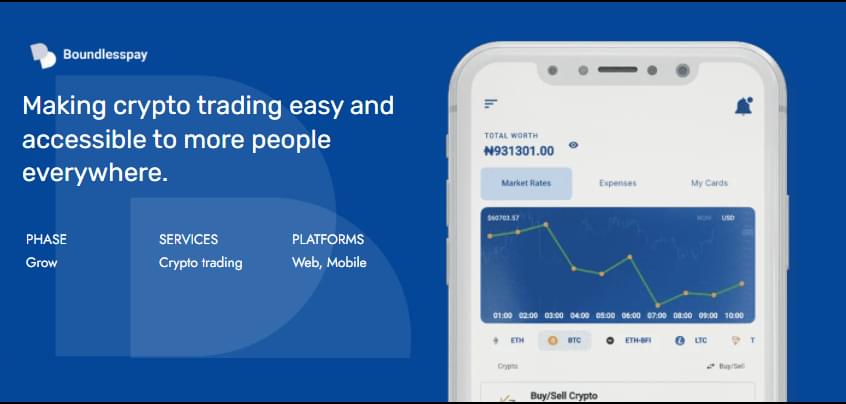 Boundlesspay
Making crypto trading easy and
accessible to more people
everywhere.
PHASE
SERVICES
PLATFORMS
Grow
Crypto trading
Web, Mobile
TOTAL WORTH
₦931301.00
Market Rates
Expenses
My Cards
$60703.57
USD
01:00 02:00 03:00 04:00 05:00 06:00 07:00 08:00 09:00 10:00
ETH
BTC
ETH-BFI
LTC
T
Crypto
Buy/Sell
Buy/Sell Crypto